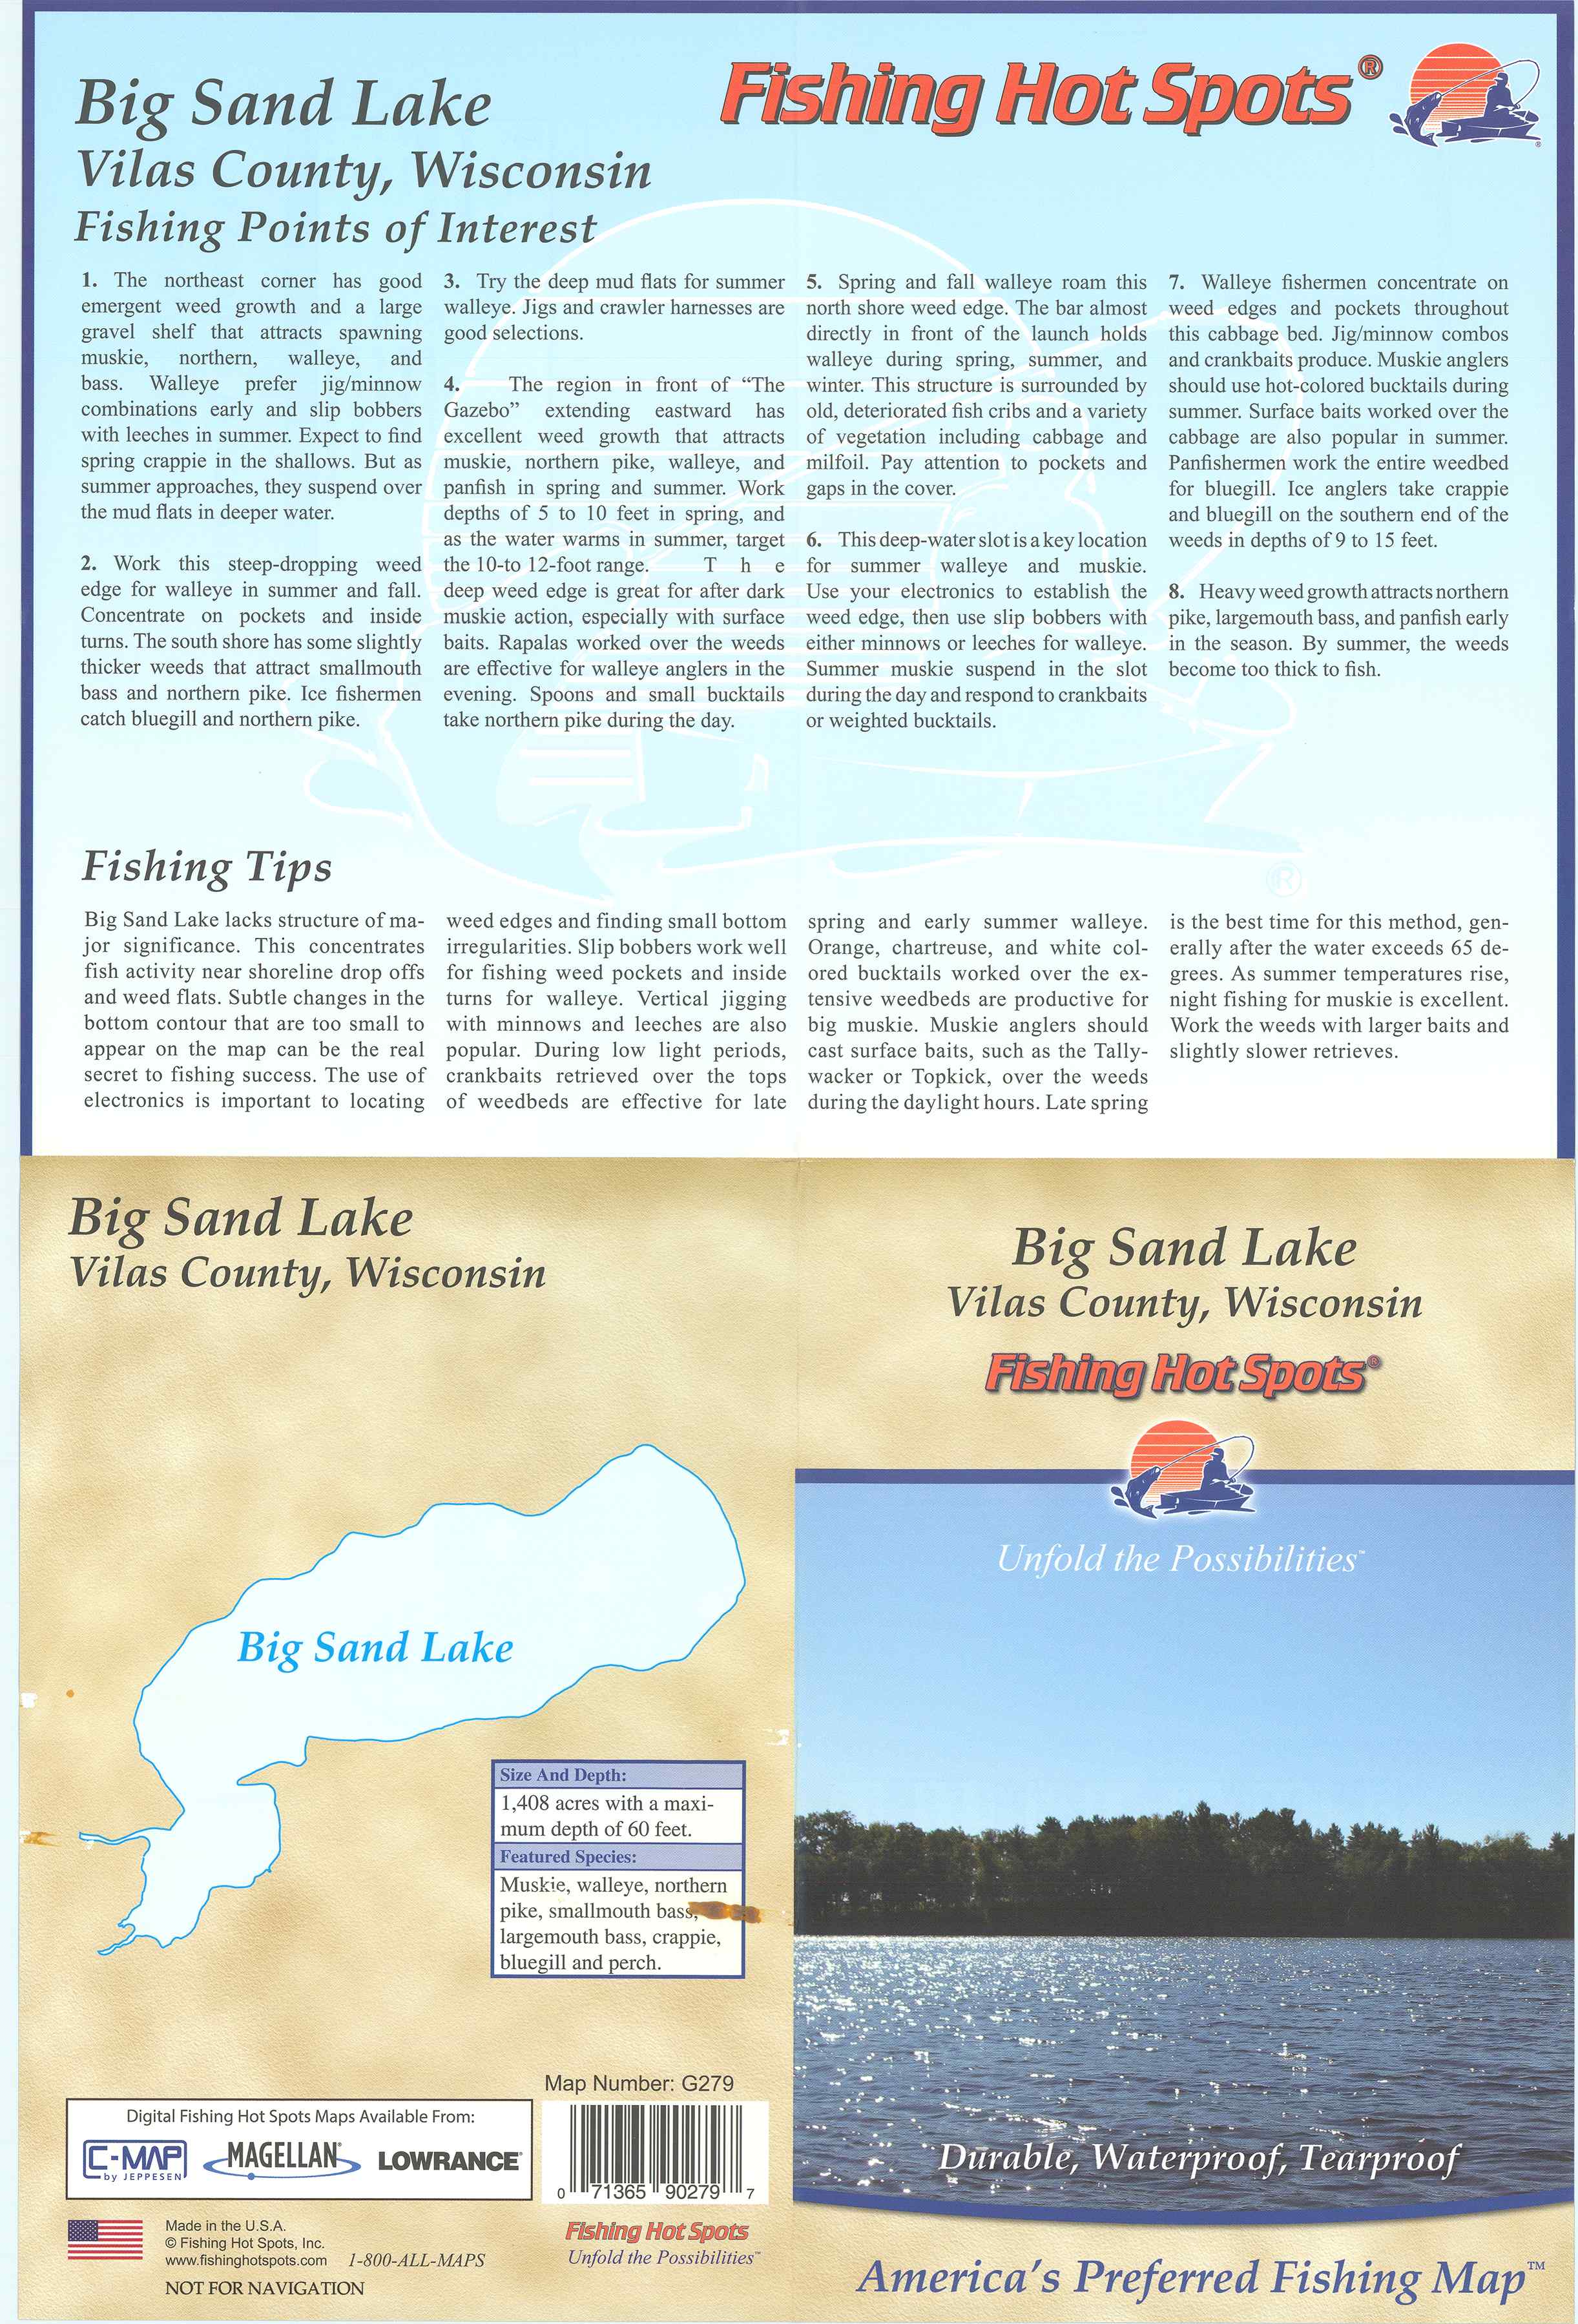 Big Sand Lake
Vilas County, Wisconsin
Fishing Points of Interest
Fishing Hot Spots®
1. The northeast corner has good
emergent weed growth and a large
gravel shelf that attracts spawning
muskie, northern, walleye, and
bass. Walleye prefer jig/minnow
combinations early and slip bobbers
with leeches in summer. Expect to find
spring crappie in the shallows. But as
summer approaches, they suspend over
the mud flats in deeper water.
2. Work this steep-dropping weed
edge for walleye in summer and fall.
Concentrate on pockets and inside
turns. The south shore has some slightly
thicker weeds that attract smallmouth
bass and northern pike. Ice fishermen
catch bluegill and northern pike.
3. Try the deep mud flats for summer
walleye. Jigs and crawler harnesses are
good selections.
4. The region in front of “The
Gazebo” extending eastward has
excellent weed growth that attracts
muskie, northern pike, walleye, and
panfish in spring and summer. Work
depths of 5 to 10 feet in spring, and
as the water warms in summer, target
the 10-to 12-foot range. T h e
deep weed edge is great for after dark
muskie action, especially with surface
baits. Rapalas worked over the weeds
are effective for walleye anglers in the
evening. Spoons and small bucktails
take northern pike during the day.
5. Spring and fall walleye roam this
north shore weed edge. The bar almost
directly in front of the launch holds
walleye during spring, summer, and
winter. This structure is surrounded by
old, deteriorated fish cribs and a variety
of vegetation including cabbage and
milfoil. Pay attention to pockets and
gaps in the cover.
6. This deep-water slot is a key location
for summer walleye and muskie.
Use your electronics to establish the
weed edge, then use slip bobbers with
either minnows or leeches for walleye.
Summer muskie suspend in the slot
during the day and respond to crankbaits
or weighted bucktails.
7. Walleye fishermen concentrate on
weed edges and pockets throughout
this cabbage bed. Jig/minnow combos
and crankbaits produce. Muskie anglers
should use hot-colored bucktails during
summer. Surface baits worked over the
cabbage are also popular in summer.
Panfishermen work the entire weedbed
for bluegill. Ice anglers take crappie
and bluegill on the southern end of the
weeds in depths of 9 to 15 feet.
8. Heavy weed growth attracts northern
pike, largemouth bass, and panfish early
in the season. By summer, the weeds
become too thick to fish.
Fishing Tips
Big Sand Lake lacks structure of ma-
jor significance. This concentrates
fish activity near shoreline drop offs
and weed flats. Subtle changes in the
bottom contour that are too small to
appear on the map can be the real
secret to fishing success. The use of
electronics is important to locating
weed edges and finding small bottom
irregularities. Slip bobbers work well
for fishing weed pockets and inside
turns for walleye. Vertical jigging
with minnows and leeches are also
popular. During low light periods,
crankbaits retrieved over the tops
of weedbeds are effective for late
spring and early summer walleye.
Orange, chartreuse, and white col-
ored bucktails worked over the ex-
tensive weedbeds are productive for
big muskie. Muskie anglers should
cast surface baits, such as the Tally-
wacker or Topkick, over the weeds
during the daylight hours. Late spring
is the best time for this method, gen-
erally after the water exceeds 65 de-
grees. As summer temperatures rise,
night fishing for muskie is excellent.
Work the weeds with larger baits and
slightly slower retrieves.
Big Sand Lake
Vilas County, Wisconsin
Big Sand Lake
Size And Depth:
1,408 acres with a maxi-
mum depth of 60 feet.
Featured Species:
Muskie, walleye, northern
pike, smallmouth bass,
largemouth bass, crappie,
bluegill and perch.
Map Number: G279
Digital Fishing Hot Spots Maps Available From:
C-MAP
by JEPPESEN
MAGELLAN®
LOWRANCE®
0 71365 90279 7
Made in the U.S.A.
© Fishing Hot Spots, Inc.
www.fishinghotspots.com 1-800-ALL-MAPS
NOT FOR NAVIGATION
Fishing Hot Spots
Unfold the Possibilities™
Big Sand Lake
Vilas County, Wisconsin
Fishing Hot Spots®
Unfold the Possibilities™
Durable, Waterproof, Tearproof
America's Preferred Fishing Map™